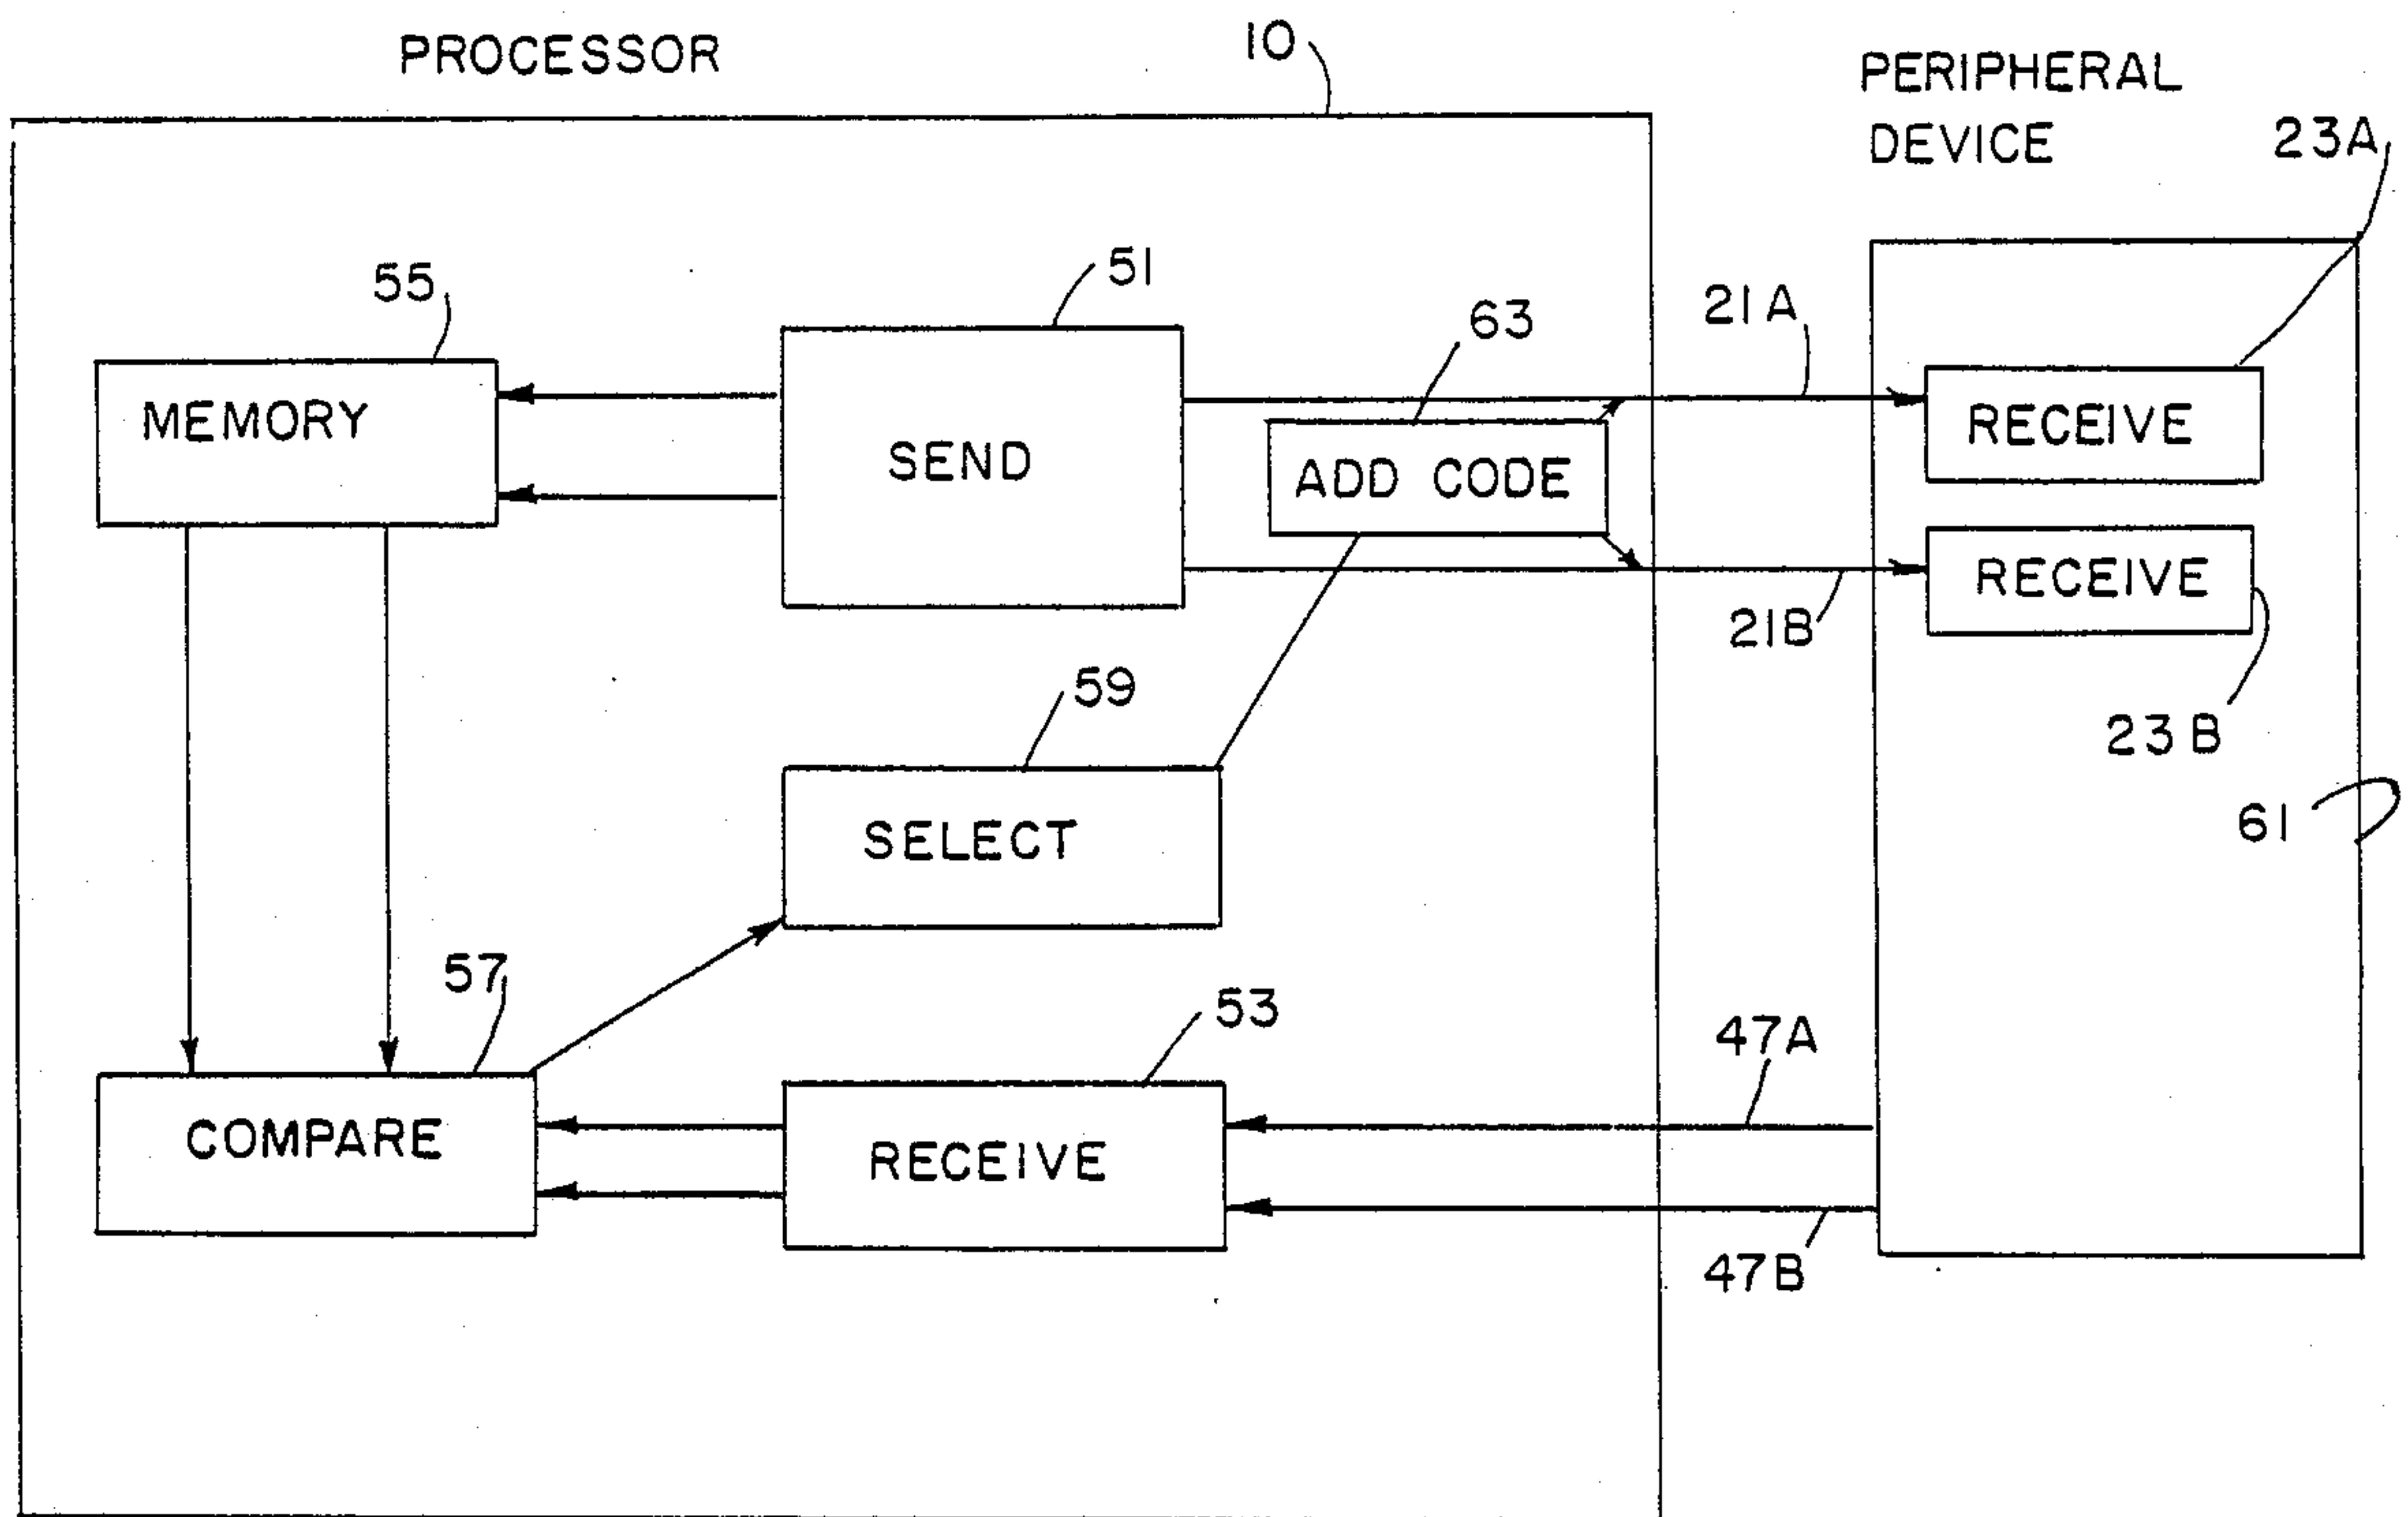 PROCESSOR
10
PERIPHERAL
DEVICE
23A
55
51
63
21A
MEMORY
SEND
ADD CODE
RECEIVE
RECEIVE
21B
59
23B
SELECT
61
57
53
47A
COMPARE
RECEIVE
47B